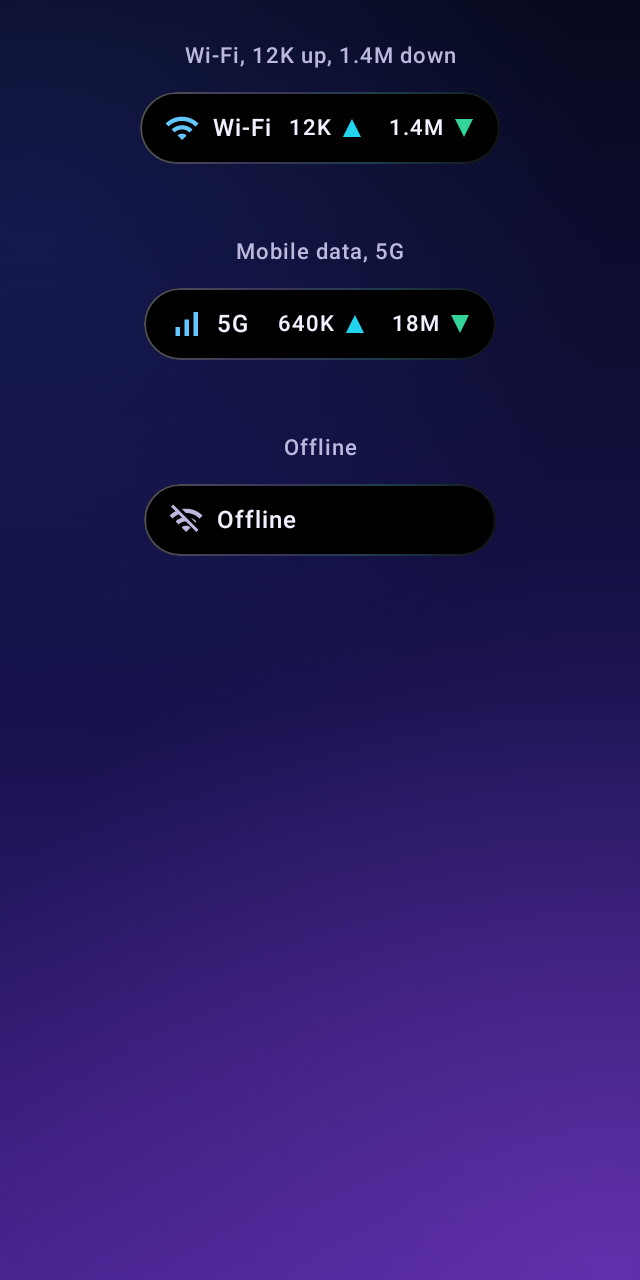 Wi-Fi, 12K up, 1.4M down
Wi-Fi 12K 1.4M
Mobile data, 5G
5G 640K 18M
Offline
Offline